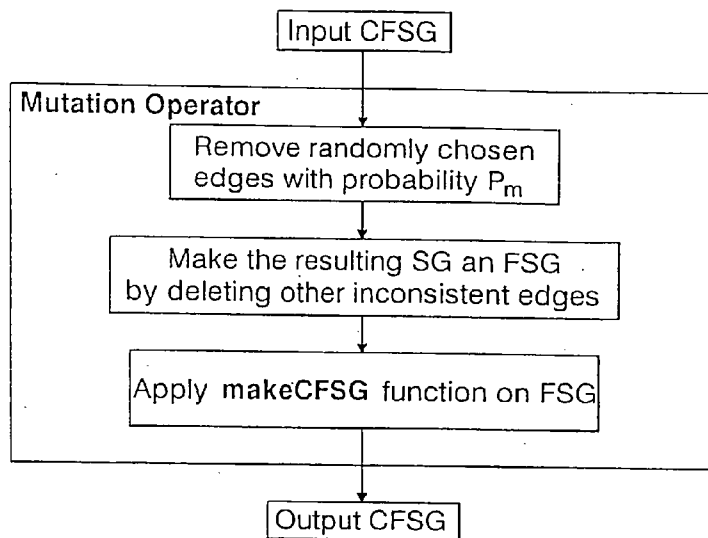 Input CFSG
Mutation Operator
Remove randomly chosen
edges with probability Pm
Make the resulting SG an FSG
by deleting other inconsistent edges
Apply makeCFSG function on FSG
Output CFSG